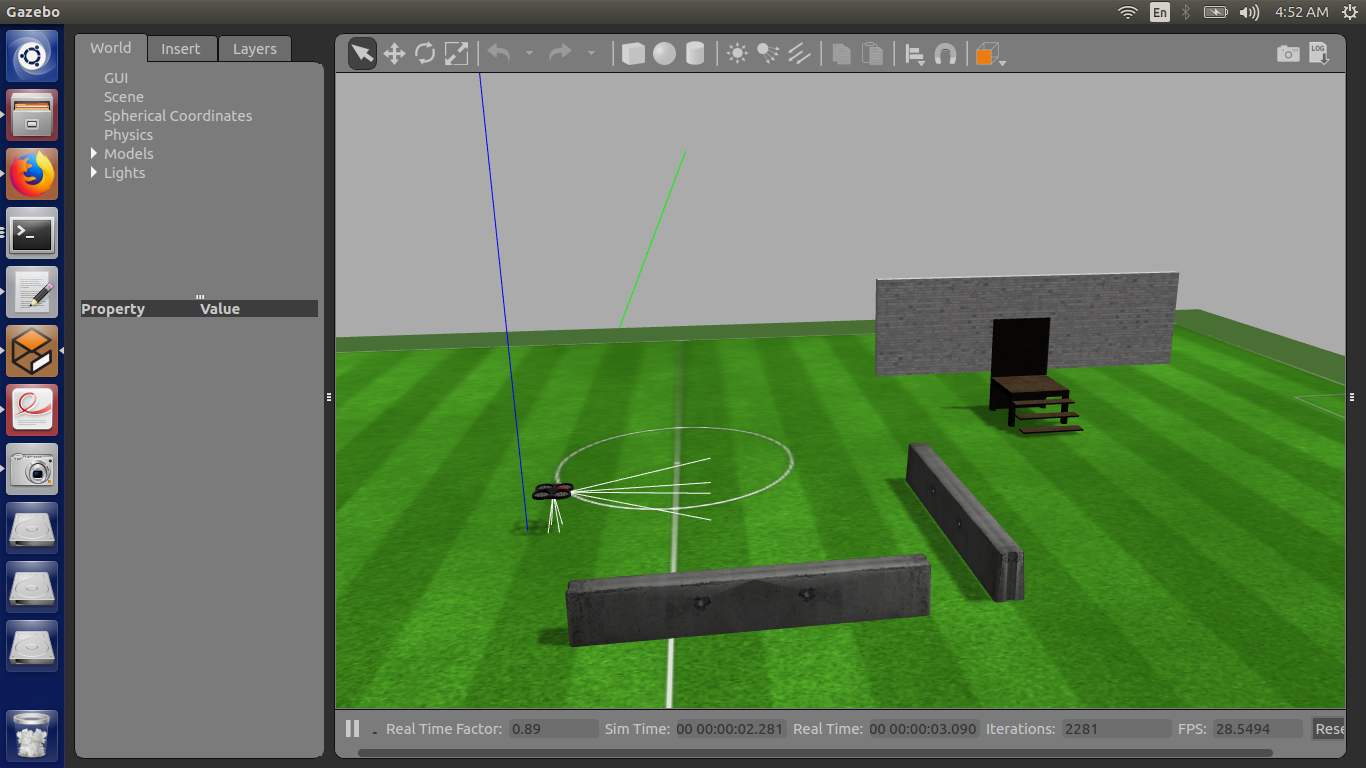 Gazebo
En
4:52 AM
World
Insert
Layers
LOG
GUI
Scene
Spherical Coordinates
Physics
Models
Lights
Property Value
Real Time Factor: 0.89 Sim Time: 00 00:00:02.281 Real Time: 00 00:00:03.090 Iterations: 2281 FPS: 28.5494 Rese